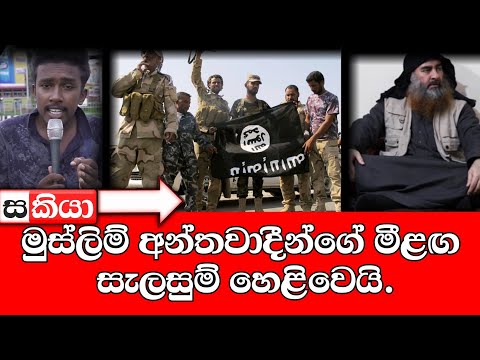 සකියා
මුස්ලිම් අන්තවාදීන්ගේ මීළඟ
සැලසුම් හෙළිවෙයි.